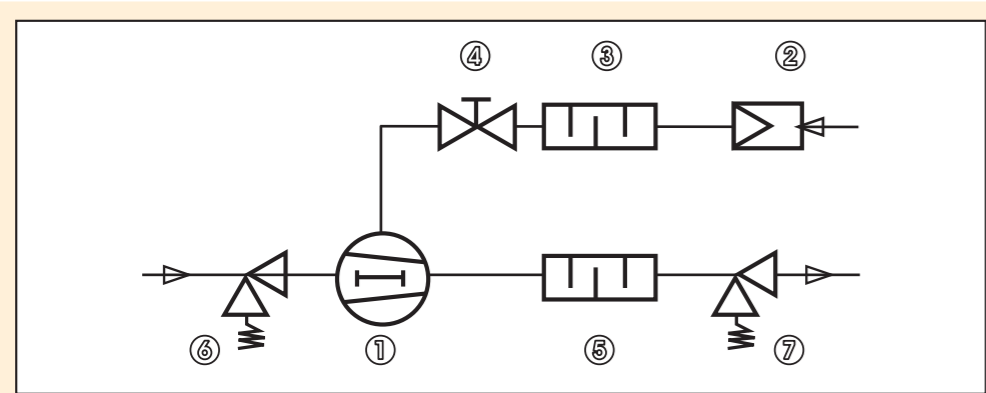 ④ ③ ②
⑥ ① ⑤ ⑦